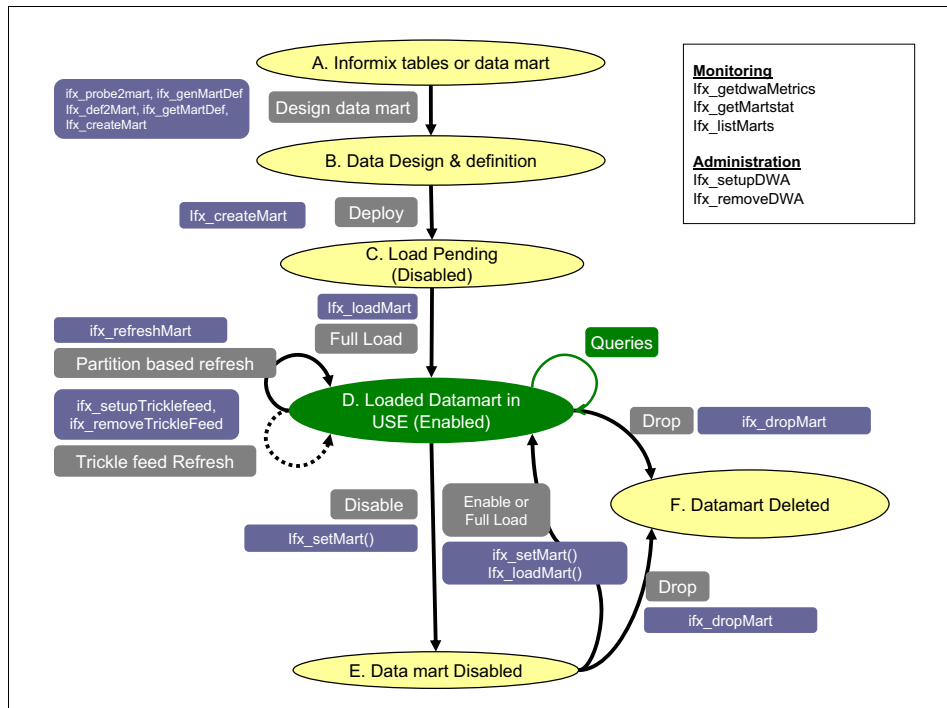 A. Informix tables or data mart
ifx_probe2mart, ifx_genMartDef
Ifx_def2Mart, ifx_getMartDef,
Ifx_createMart
Design data mart
B. Data Design & definition
Ifx_createMart
Deploy
C. Load Pending
(Disabled)
Ifx_loadMart
Full Load
ifx_refreshMart
Partition based refresh
ifx_setupTricklefeed,
ifx_removeTrickleFeed
Trickle feed Refresh
Queries
D. Loaded Datamart in
USE (Enabled)
Drop
ifx_dropMart
Disable
Ifx_setMart()
Enable or
Full Load
ifx_setMart()
Ifx_loadMart()
F. Datamart Deleted
Drop
ifx_dropMart
E. Data mart Disabled
Monitoring
Ifx_getdwaMetrics
Ifx_getMartstat
Ifx_listMarts
Administration
Ifx_setupDWA
Ifx_removeDWA